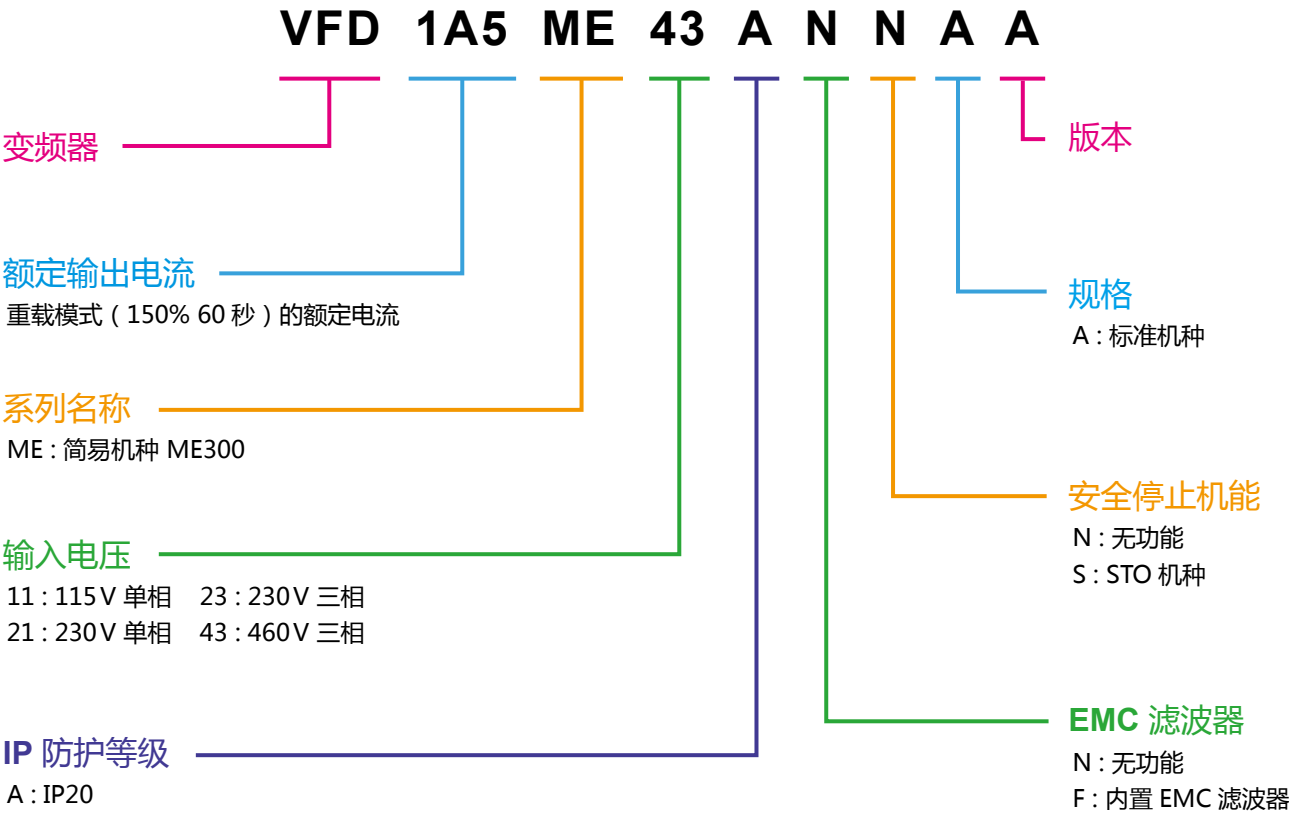 VFD 1A5 ME 43 A N N A A
变频器
额定输出电流
重载模式（150% 60 秒）的额定电流
系列名称
ME : 简易机种 ME300
输入电压
11 : 115V 单相 23 : 230V 三相
21 : 230V 单相 43 : 460V 三相
IP 防护等级
A : IP20
版本
规格
A : 标准机种
安全停止机能
N : 无功能
S : STO 机种
EMC 滤波器
N : 无功能
F : 内置 EMC 滤波器